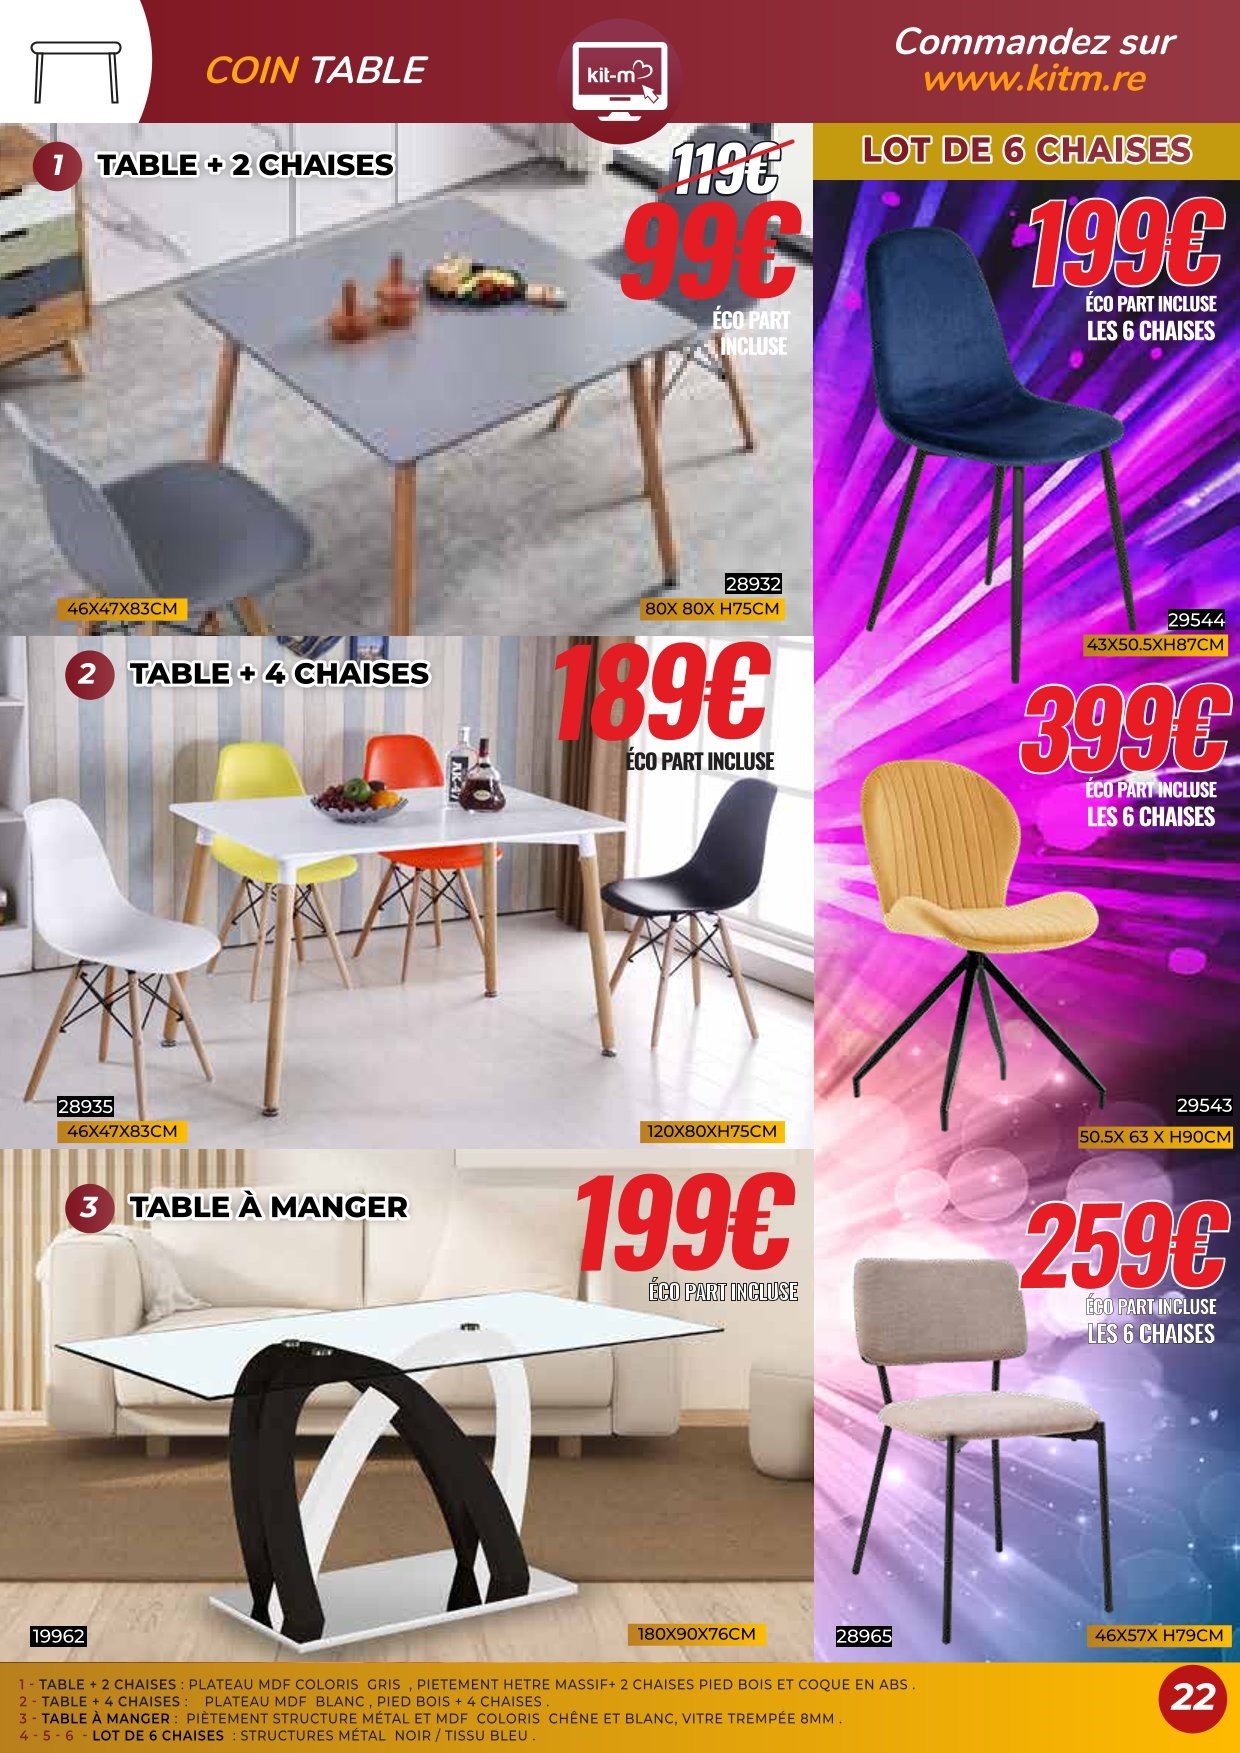 COIN TABLE
kit-m
Commandez sur
www.kitm.re
1 TABLE + 2 CHAISES
119€
99€
ÉCO PART
INCLUSE
28932
46X47X83CM
80X 80X H75CM
2 TABLE + 4 CHAISES
189€
ÉCO PART INCLUSE
28935
46X47X83CM
120X80XH75CM
3 TABLE À MANGER
199€
ÉCO PART INCLUSE
19962
180X90X76CM
LOT DE 6 CHAISES
199€
ÉCO PART INCLUSE
LES 6 CHAISES
29544
43X50.5XH87CM
399€
ÉCO PART INCLUSE
LES 6 CHAISES
29543
50.5X 63 X H90CM
259€
ÉCO PART INCLUSE
LES 6 CHAISES
28965
46X57X H79CM
1 - TABLE + 2 CHAISES : PLATEAU MDF COLORIS GRIS , PIETEMENT HETRE MASSIF+ 2 CHAISES PIED BOIS ET COQUE EN ABS .
2 - TABLE + 4 CHAISES : PLATEAU MDF BLANC , PIED BOIS + 4 CHAISES .
3 - TABLE À MANGER : PIÈTEMENT STRUCTURE MÉTAL ET MDF COLORIS CHÊNE ET BLANC, VITRE TREMPÉE 8MM .
4 - 5 - 6 - LOT DE 6 CHAISES : STRUCTURES MÉTAL NOIR / TISSU BLEU .
22